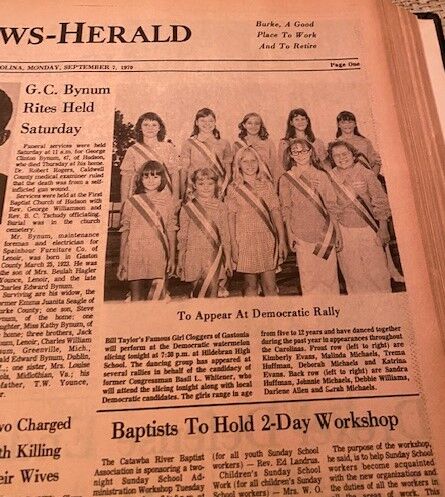 WS-HERALD
Burke, A Good
Place To Work
And To Retire
OLINA, MONDAY, SEPTEMBER 7, 1970
Page One
G.C. Bynum
Rites Held
Saturday
Funeral services were held
Saturday at 11 a.m. for George
Clinton Bynum, 47, of Hudson,
who died Thursday at his home.
Dr. Robert Rogers, Caldwell
County medical examiner ruled
that the death was from a self-
inflicted gun wound.
Services were held at the First
Baptist Church of Hudson with
Rev. George Williamson and
Rev. B. C. Tschudy officiating.
Burial was in the church
cemetery.
Mr. Bynum, maintenance
foreman and electrician for
Spainhour Furniture Co. of
Lenoir, was born in Gaston
County March 25, 1923. He was
the son of Mrs. Beulah Hagler
Younce, Lenoir, and the late
Charles Edward Bynum.
Surviving are his widow, the
former Emma Juanita Seagle of
urke County; one son, Steve
num, of the home; one
ughter, Miss Kathy Bynum, of
home; three brothers, Jack
um, Lenoir, Charles William
um, Greenville, Mich.,
ld Edward Bynum, Dublin,
, one sister, Mrs. Louise
in, Midlothian, Va.; his
father, T.W. Younce,
ir.
To Appear At Democratic Rally
Bill Taylor's Famous Girl Cloggers of Gastonia
will perform at the Democratic watermelon
slicing tonight at 7:30 p.m. at Hildebran High
School. The dancing group has appeared at
several rallies in behalf of the candidacy of
former Congressman Basil L. Whitener, who
will attend the slicing tonight along with local
Democratic candidates. The girls range in age
from five to 12 years and have danced together
during the past year in appearances throughout
the Carolinas. Front row (left to right) are
Kimberly Evans, Malinda Michaels, Trema
Huffman, Deborah Michaels and Katrina
Evans. Back row (left to right) are Sandra
Huffman, Johnnie Michaels, Debbie Williams,
Darlene Allen and Sarah Michaels.
wo Charged
th Killing
eir Wives
Baptists To Hold 2-Day Workshop
The Catawba River Baptist
Association is sponsoring a two-
night Sunday School Ad-
ministration Workshop Tuesday
(for all youth Sunday School
workers) — Rev. Ed Landrus.
Children's Sunday School
Work (for all children's Sunday
School workers) — Mrs. W. O.
The purpose of the workshop,
he said, is to help Sunday School
workers become acquainted
with the new organizations and
the duties of all workers in